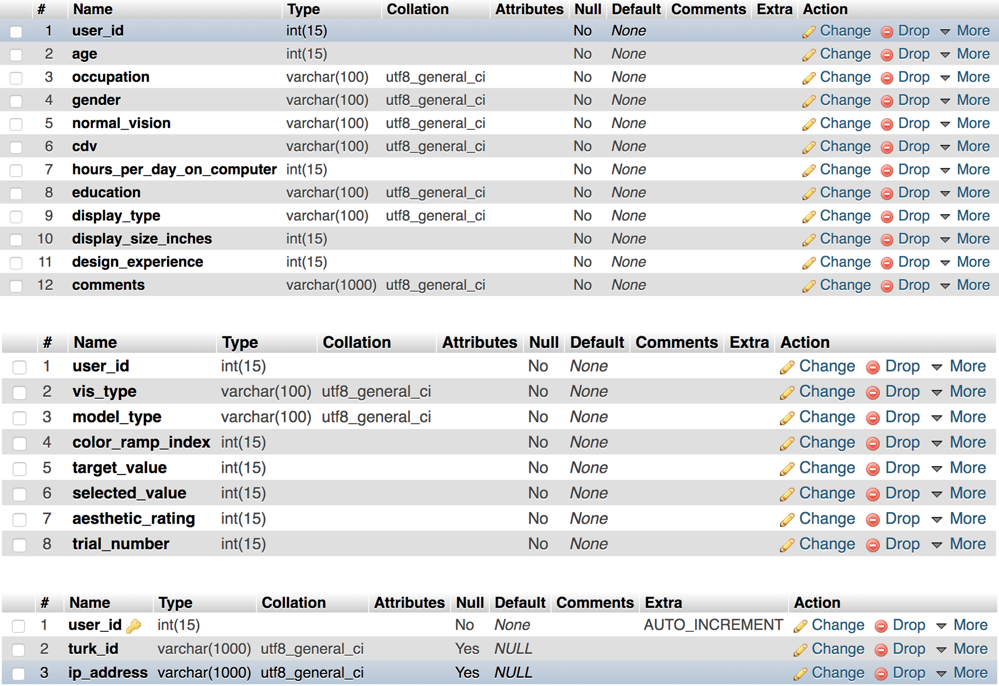 # Name Type Collation Attributes Null Default Comments Extra Action
1 user_id int(15) No None Change Drop More
2 age int(15) No None Change Drop More
3 occupation varchar(100) utf8_general_ci No None Change Drop More
4 gender varchar(100) utf8_general_ci No None Change Drop More
5 normal_vision varchar(100) utf8_general_ci No None Change Drop More
6 cdv varchar(100) utf8_general_ci No None Change Drop More
7 hours_per_day_on_computer int(15) No None Change Drop More
8 education varchar(100) utf8_general_ci No None Change Drop More
9 display_type varchar(100) utf8_general_ci No None Change Drop More
10 display_size_inches int(15) No None Change Drop More
11 design_experience int(15) No None Change Drop More
12 comments varchar(1000) utf8_general_ci No None Change Drop More
# Name Type Collation Attributes Null Default Comments Extra Action
1 user_id int(15) No None Change Drop More
2 vis_type varchar(100) utf8_general_ci No None Change Drop More
3 model_type varchar(100) utf8_general_ci No None Change Drop More
4 color_ramp_index int(15) No None Change Drop More
5 target_value int(15) No None Change Drop More
6 selected_value int(15) No None Change Drop More
7 aesthetic_rating int(15) No None Change Drop More
8 trial_number int(15) No None Change Drop More
# Name Type Collation Attributes Null Default Comments Extra Action
1 user_id int(15) No None AUTO_INCREMENT Change Drop More
2 turk_id varchar(1000) utf8_general_ci Yes NULL Change Drop More
3 ip_address varchar(1000) utf8_general_ci Yes NULL Change Drop More